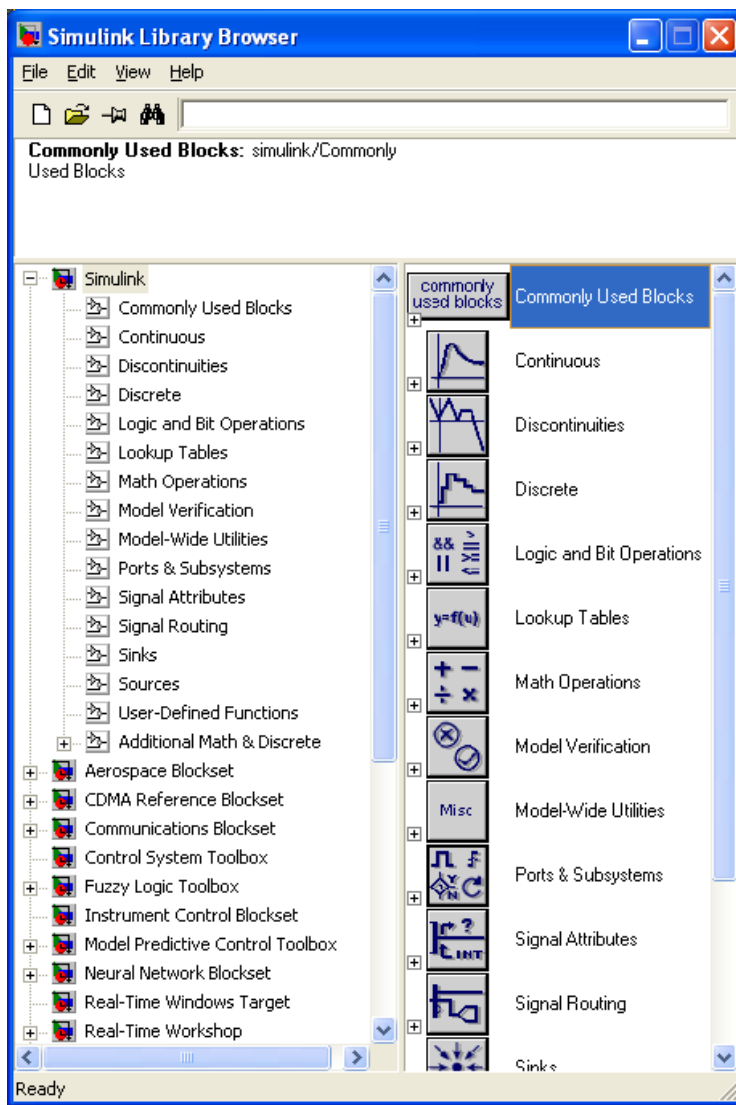 Simulink Library Browser
File Edit View Help
Commonly Used Blocks: simulink/Commonly
Used Blocks
Simulink
Commonly Used Blocks
Continuous
Discontinuities
Discrete
Logic and Bit Operations
Lookup Tables
Math Operations
Model Verification
Model-Wide Utilities
Ports & Subsystems
Signal Attributes
Signal Routing
Sinks
Sources
User-Defined Functions
Additional Math & Discrete
Aerospace Blockset
CDMA Reference Blockset
Communications Blockset
Control System Toolbox
Fuzzy Logic Toolbox
Instrument Control Blockset
Model Predictive Control Toolbox
Neural Network Blockset
Real-Time Windows Target
Real-Time Workshop
commonly
used blocks
Commonly Used Blocks
Continuous
Discontinuities
Discrete
&& > =
|| >= <=
Logic and Bit Operations
y=f(u)
Lookup Tables
+ −
÷ ×
Math Operations
Model Verification
Misc
Model-Wide Utilities
Y
N
Ports & Subsystems
?
INT
Signal Attributes
Signal Routing
Sinks
Ready